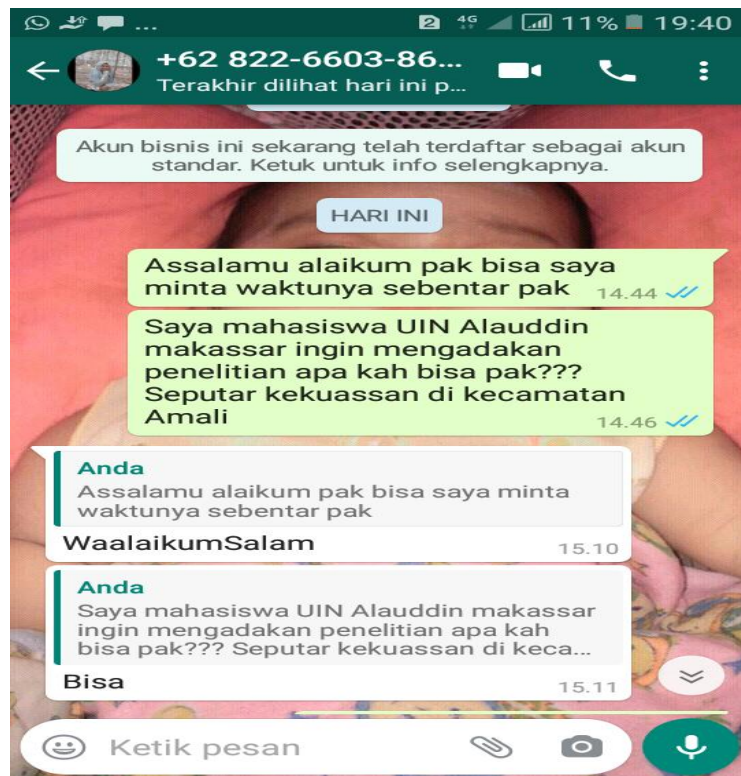 ... 2 4G 11% 19:40
+62 822-6603-86...
Terakhir dilihat hari ini p...
Akun bisnis ini sekarang telah terdaftar sebagai akun
standar. Ketuk untuk info selengkapnya.
HARI INI
Assalamu alaikum pak bisa saya
minta waktunya sebentar pak 14.44
Saya mahasiswa UIN Alauddin
makassar ingin mengadakan
penelitian apa kah bisa pak???
Seputar kekuassan di kecamatan
Amali 14.46
Anda
Assalamu alaikum pak bisa saya minta
waktunya sebentar pak
WaalaikumSalam 15.10
Anda
Saya mahasiswa UIN Alauddin makassar
ingin mengadakan penelitian apa kah
bisa pak??? Seputar kekuassan di keca...
Bisa 15.11
Ketik pesan